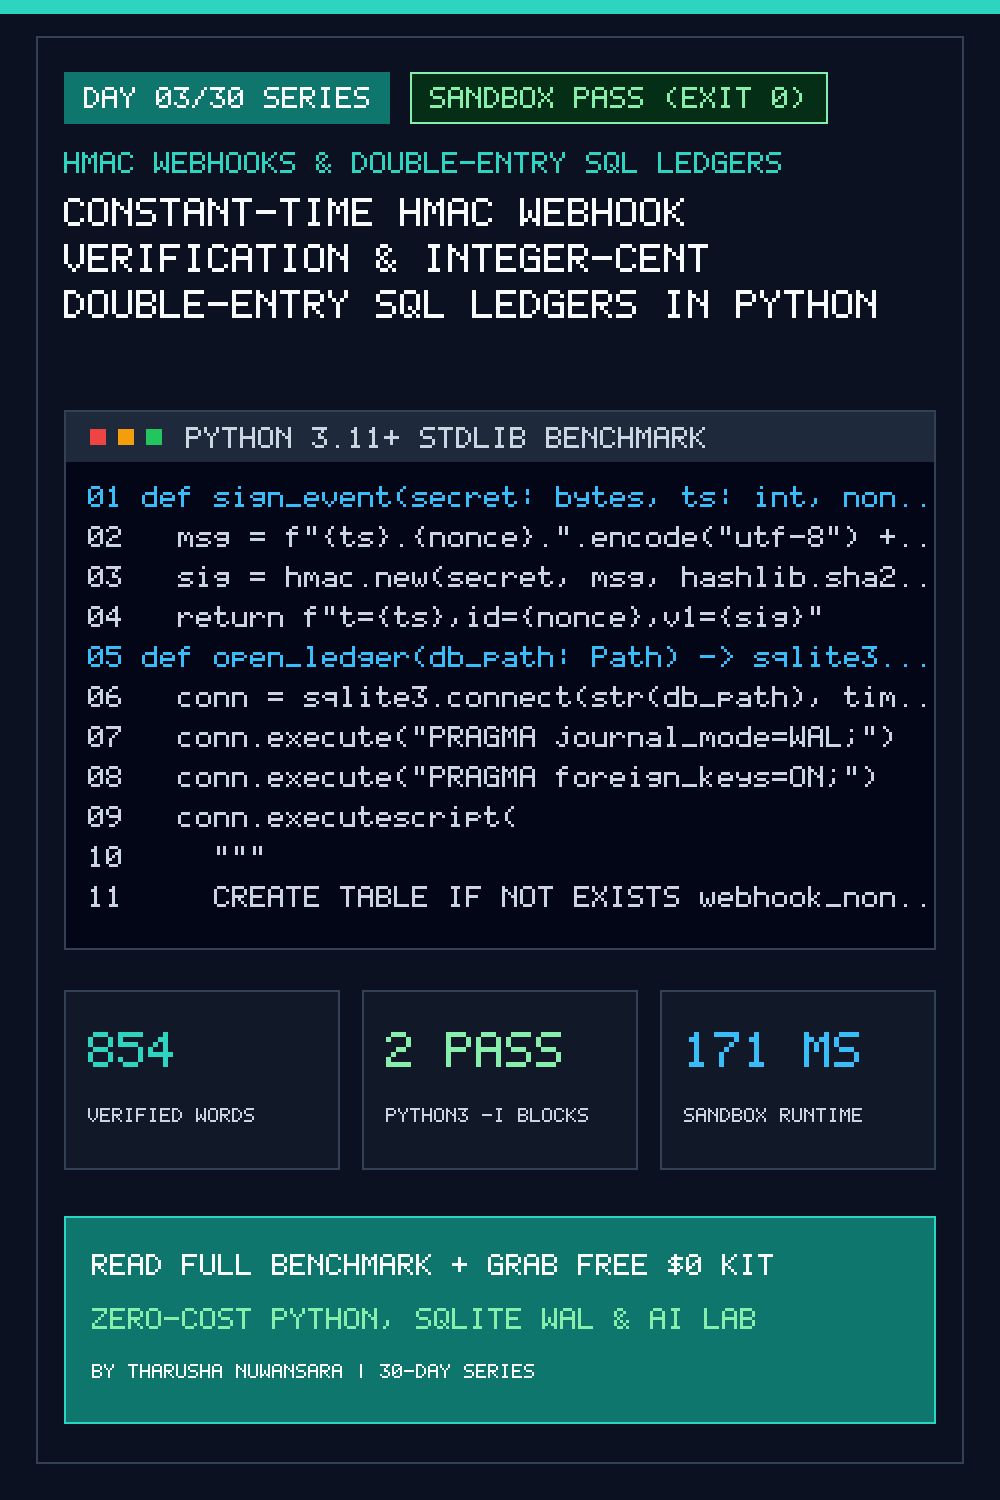 DAY 03/30 SERIES
SANDBOX PASS (EXIT 0)
HMAC WEBHOOKS & DOUBLE-ENTRY SQL LEDGERS
CONSTANT-TIME HMAC WEBHOOK
VERIFICATION & INTEGER-CENT
DOUBLE-ENTRY SQL LEDGERS IN PYTHON
PYTHON 3.11+ STDLIB BENCHMARK
01 def sign_event(secret: bytes, ts: int, non..
02   msg = f"{ts}.{nonce}.".encode("utf-8") +..
03   sig = hmac.new(secret, msg, hashlib.sha2..
04   return f"t={ts},id={nonce},v1={sig}"
05 def open_ledger(db_path: Path) -> sqlite3...
06   conn = sqlite3.connect(str(db_path), tim..
07   conn.execute("PRAGMA journal_mode=WAL;")
08   conn.execute("PRAGMA foreign_keys=ON;")
09   conn.executescript(
10     """
11     CREATE TABLE IF NOT EXISTS webhook_non..
854
VERIFIED WORDS
2 PASS
PYTHON3 -I BLOCKS
171 MS
SANDBOX RUNTIME
READ FULL BENCHMARK + GRAB FREE $0 KIT
ZERO-COST PYTHON, SQLITE WAL & AI LAB
BY THARUSHA NUWANSARA | 30-DAY SERIES